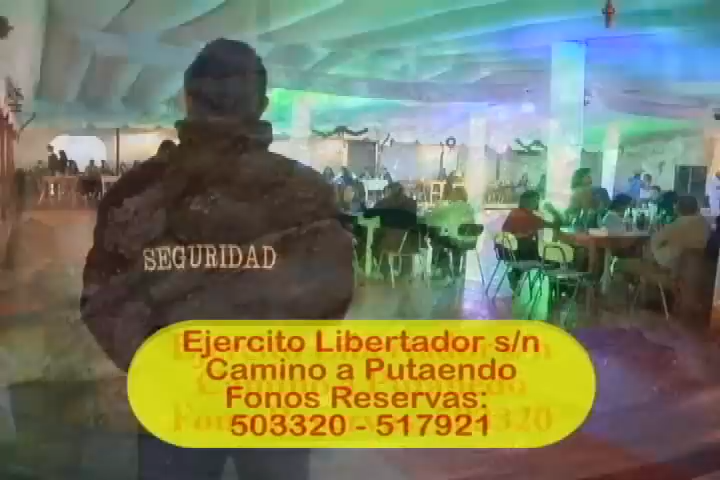 SEGURIDAD
Ejercito Libertador s/n
Camino a Putaendo
Fonos Reservas:
503320 - 517921